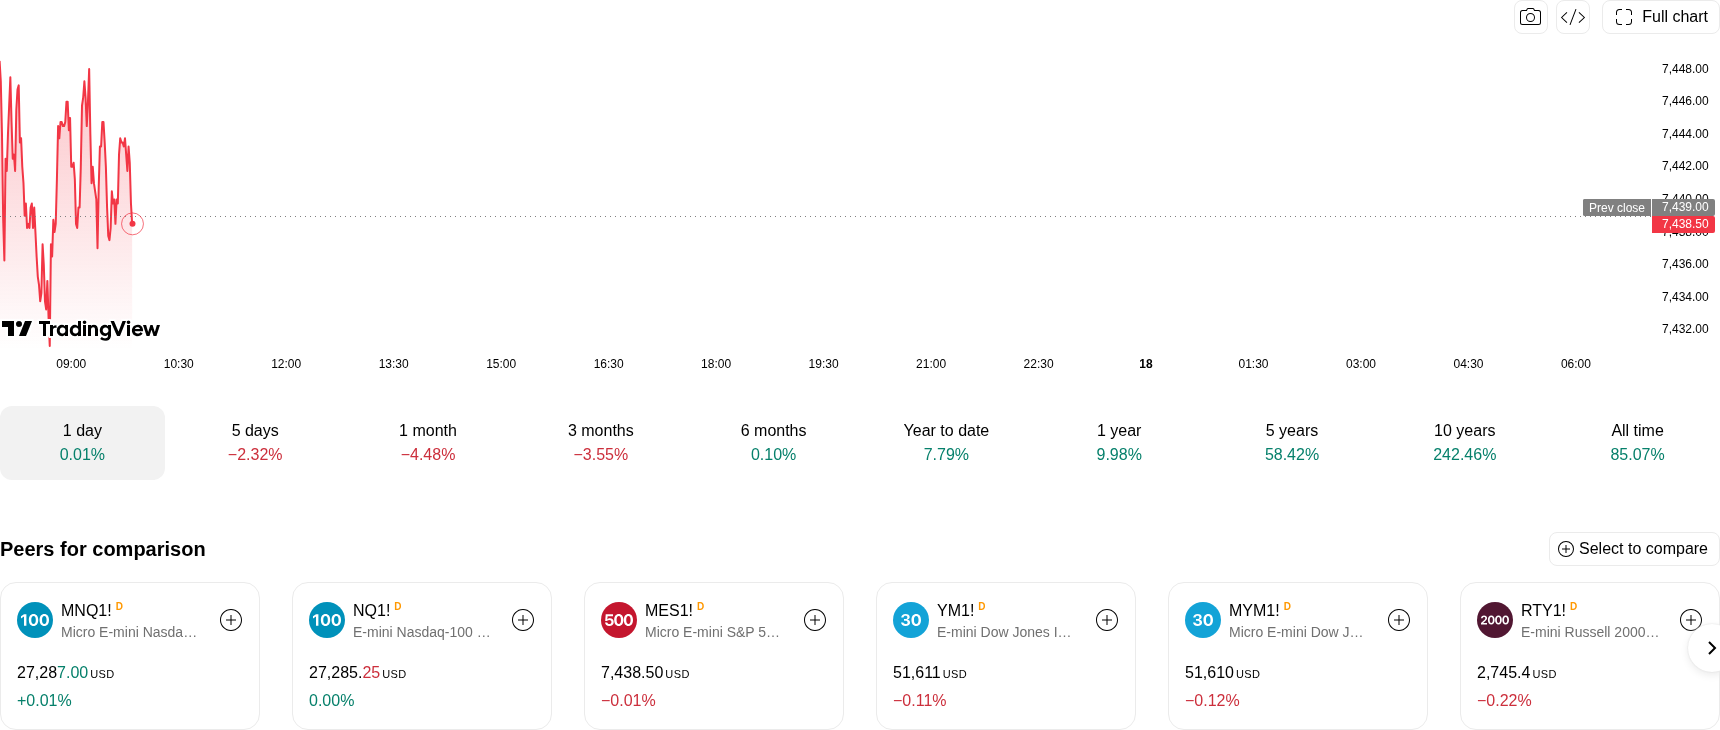 Full chart
7,448.00
7,446.00
7,444.00
7,442.00
7,440.00
Prev close 7,439.00
7,438.50
7,438.00
7,436.00
7,434.00
7,432.00
TradingView
09:00 10:30 12:00 13:30 15:00 16:30 18:00 19:30 21:00 22:30 18 01:30 03:00 04:30 06:00
1 day 5 days 1 month 3 months 6 months Year to date 1 year 5 years 10 years All time
0.01% −2.32% −4.48% −3.55% 0.10% 7.79% 9.98% 58.42% 242.46% 85.07%
Peers for comparison
Select to compare
100 MNQ1! D
Micro E-mini Nasda…
27,287.00 USD
+0.01%
100 NQ1! D
E-mini Nasdaq-100 …
27,285.25 USD
0.00%
500 MES1! D
Micro E-mini S&P 5…
7,438.50 USD
−0.01%
30 YM1! D
E-mini Dow Jones I…
51,611 USD
−0.11%
30 MYM1! D
Micro E-mini Dow J…
51,610 USD
−0.12%
2000 RTY1! D
E-mini Russell 2000…
2,745.4 USD
−0.22%